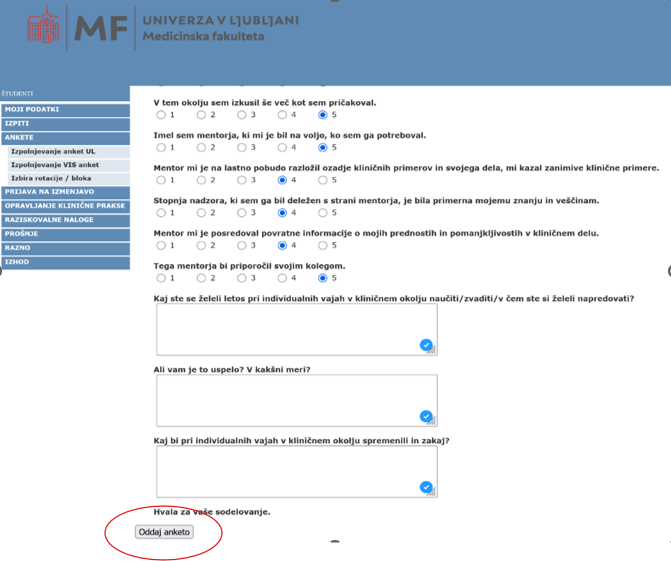 MF
UNIVERZA V LJUBLJANI
Medicinska fakulteta
ŠTUDENTI
MOJI PODATKI
IZPITI
ANKETE
Izpolnjevanje anket UL
Izpolnjevanje VIS anket
Izbira rotacije / bloka
PRIJAVA NA IZMENJAVO
OPRAVLJANJE KLINIČNE PRAKSE
RAZISKOVALNE NALOGE
PROŠNJE
RAZNO
IZHOD
V tem okolju sem izkusil še več kot sem pričakoval.
1 2 3 4 5
Imel sem mentorja, ki mi je bil na voljo, ko sem ga potreboval.
1 2 3 4 5
Mentor mi je na lastno pobudo razložil ozadje kliničnih primerov in svojega dela, mi kazal zanimive klinične primere.
1 2 3 4 5
Stopnja nadzora, ki sem ga bil deležen s strani mentorja, je bila primerna mojemu znanju in veščinam.
1 2 3 4 5
Mentor mi je posredoval povratne informacije o mojih prednostih in pomanjkljivostih v kliničnem delu.
1 2 3 4 5
Tega mentorja bi priporočil svojim kolegom.
1 2 3 4 5
Kaj ste se želeli letos pri individualnih vajah v kliničnem okolju naučiti/zvaditi/v čem ste si želeli napredovati?
Ali vam je to uspelo? V kakšni meri?
Kaj bi pri individualnih vajah v kliničnem okolju spremenili in zakaj?
Hvala za vaše sodelovanje.
Oddaj anketo